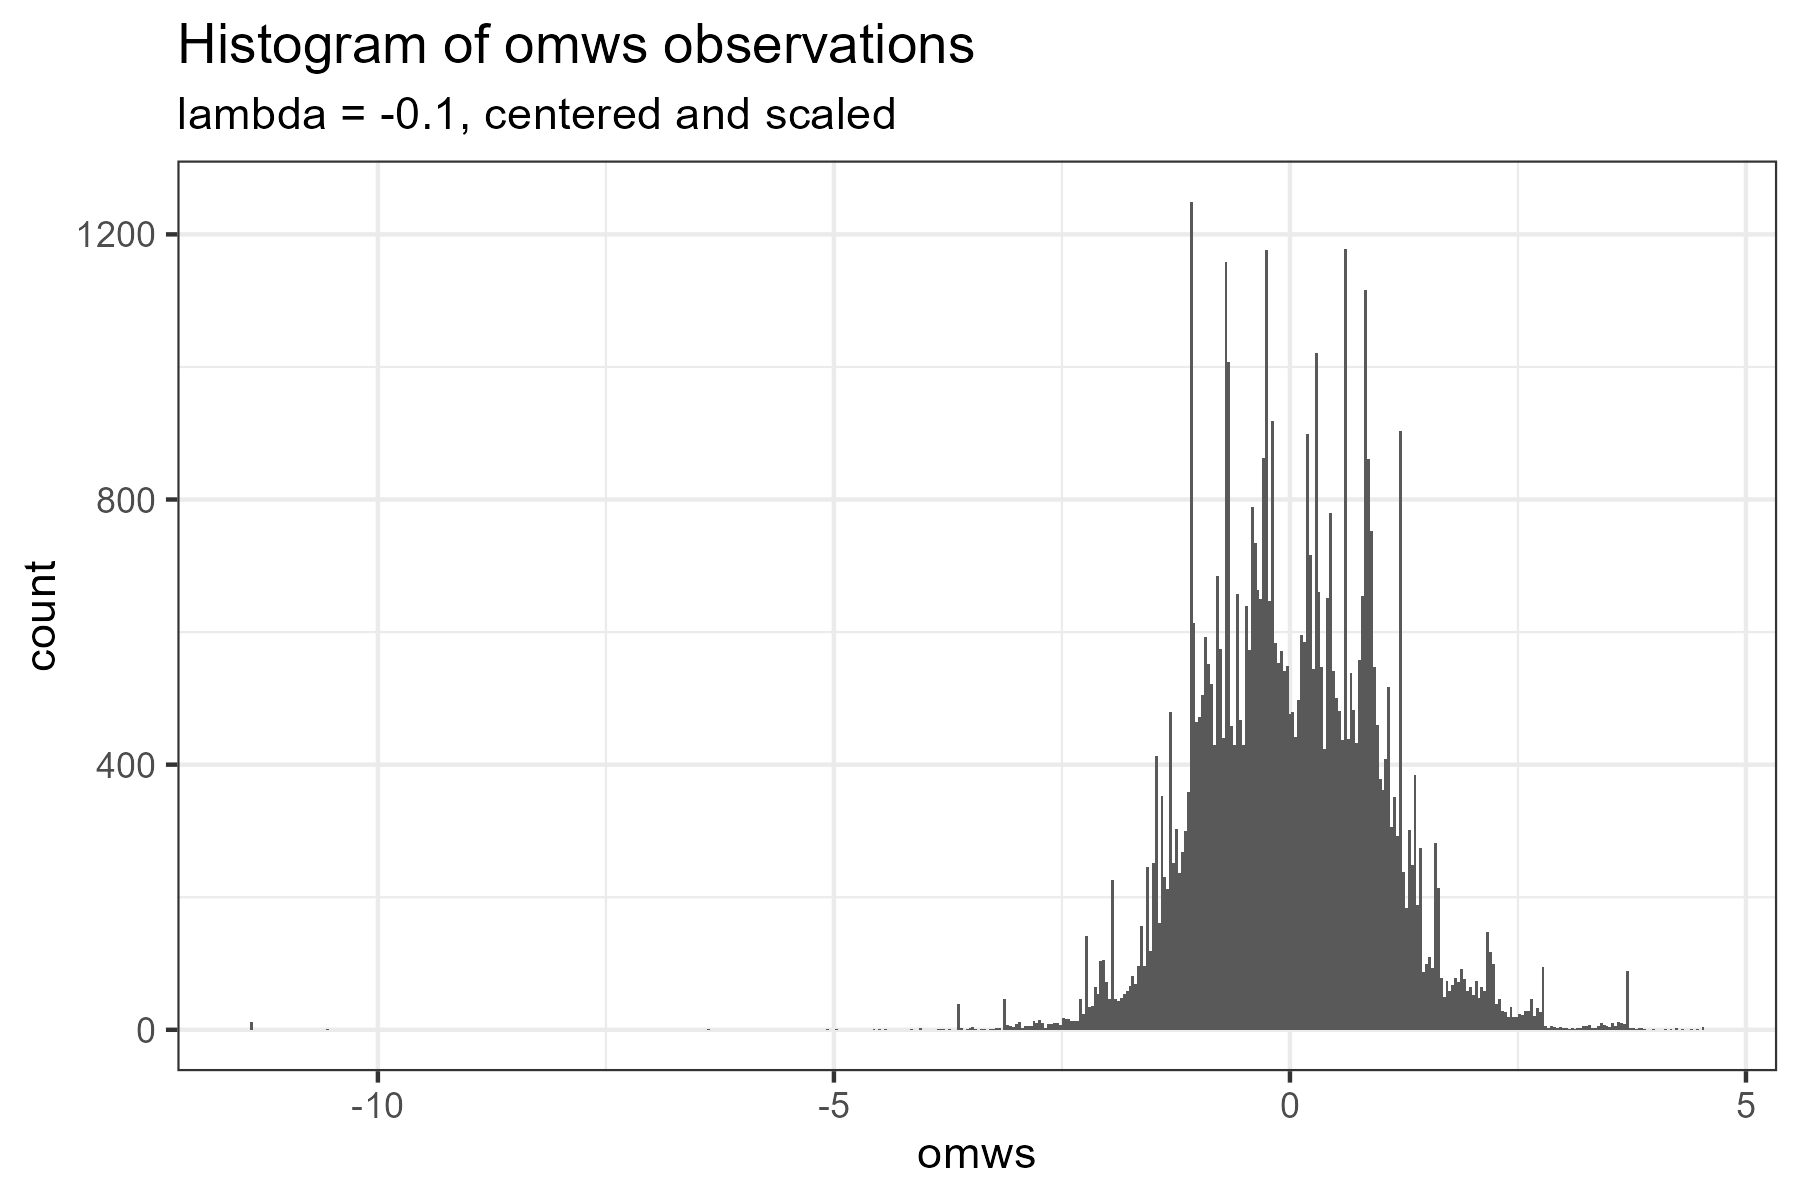 Histogram of omws observations
lambda = -0.1, centered and scaled
1200
800
400
0
count
-10
-5
0
5
omws